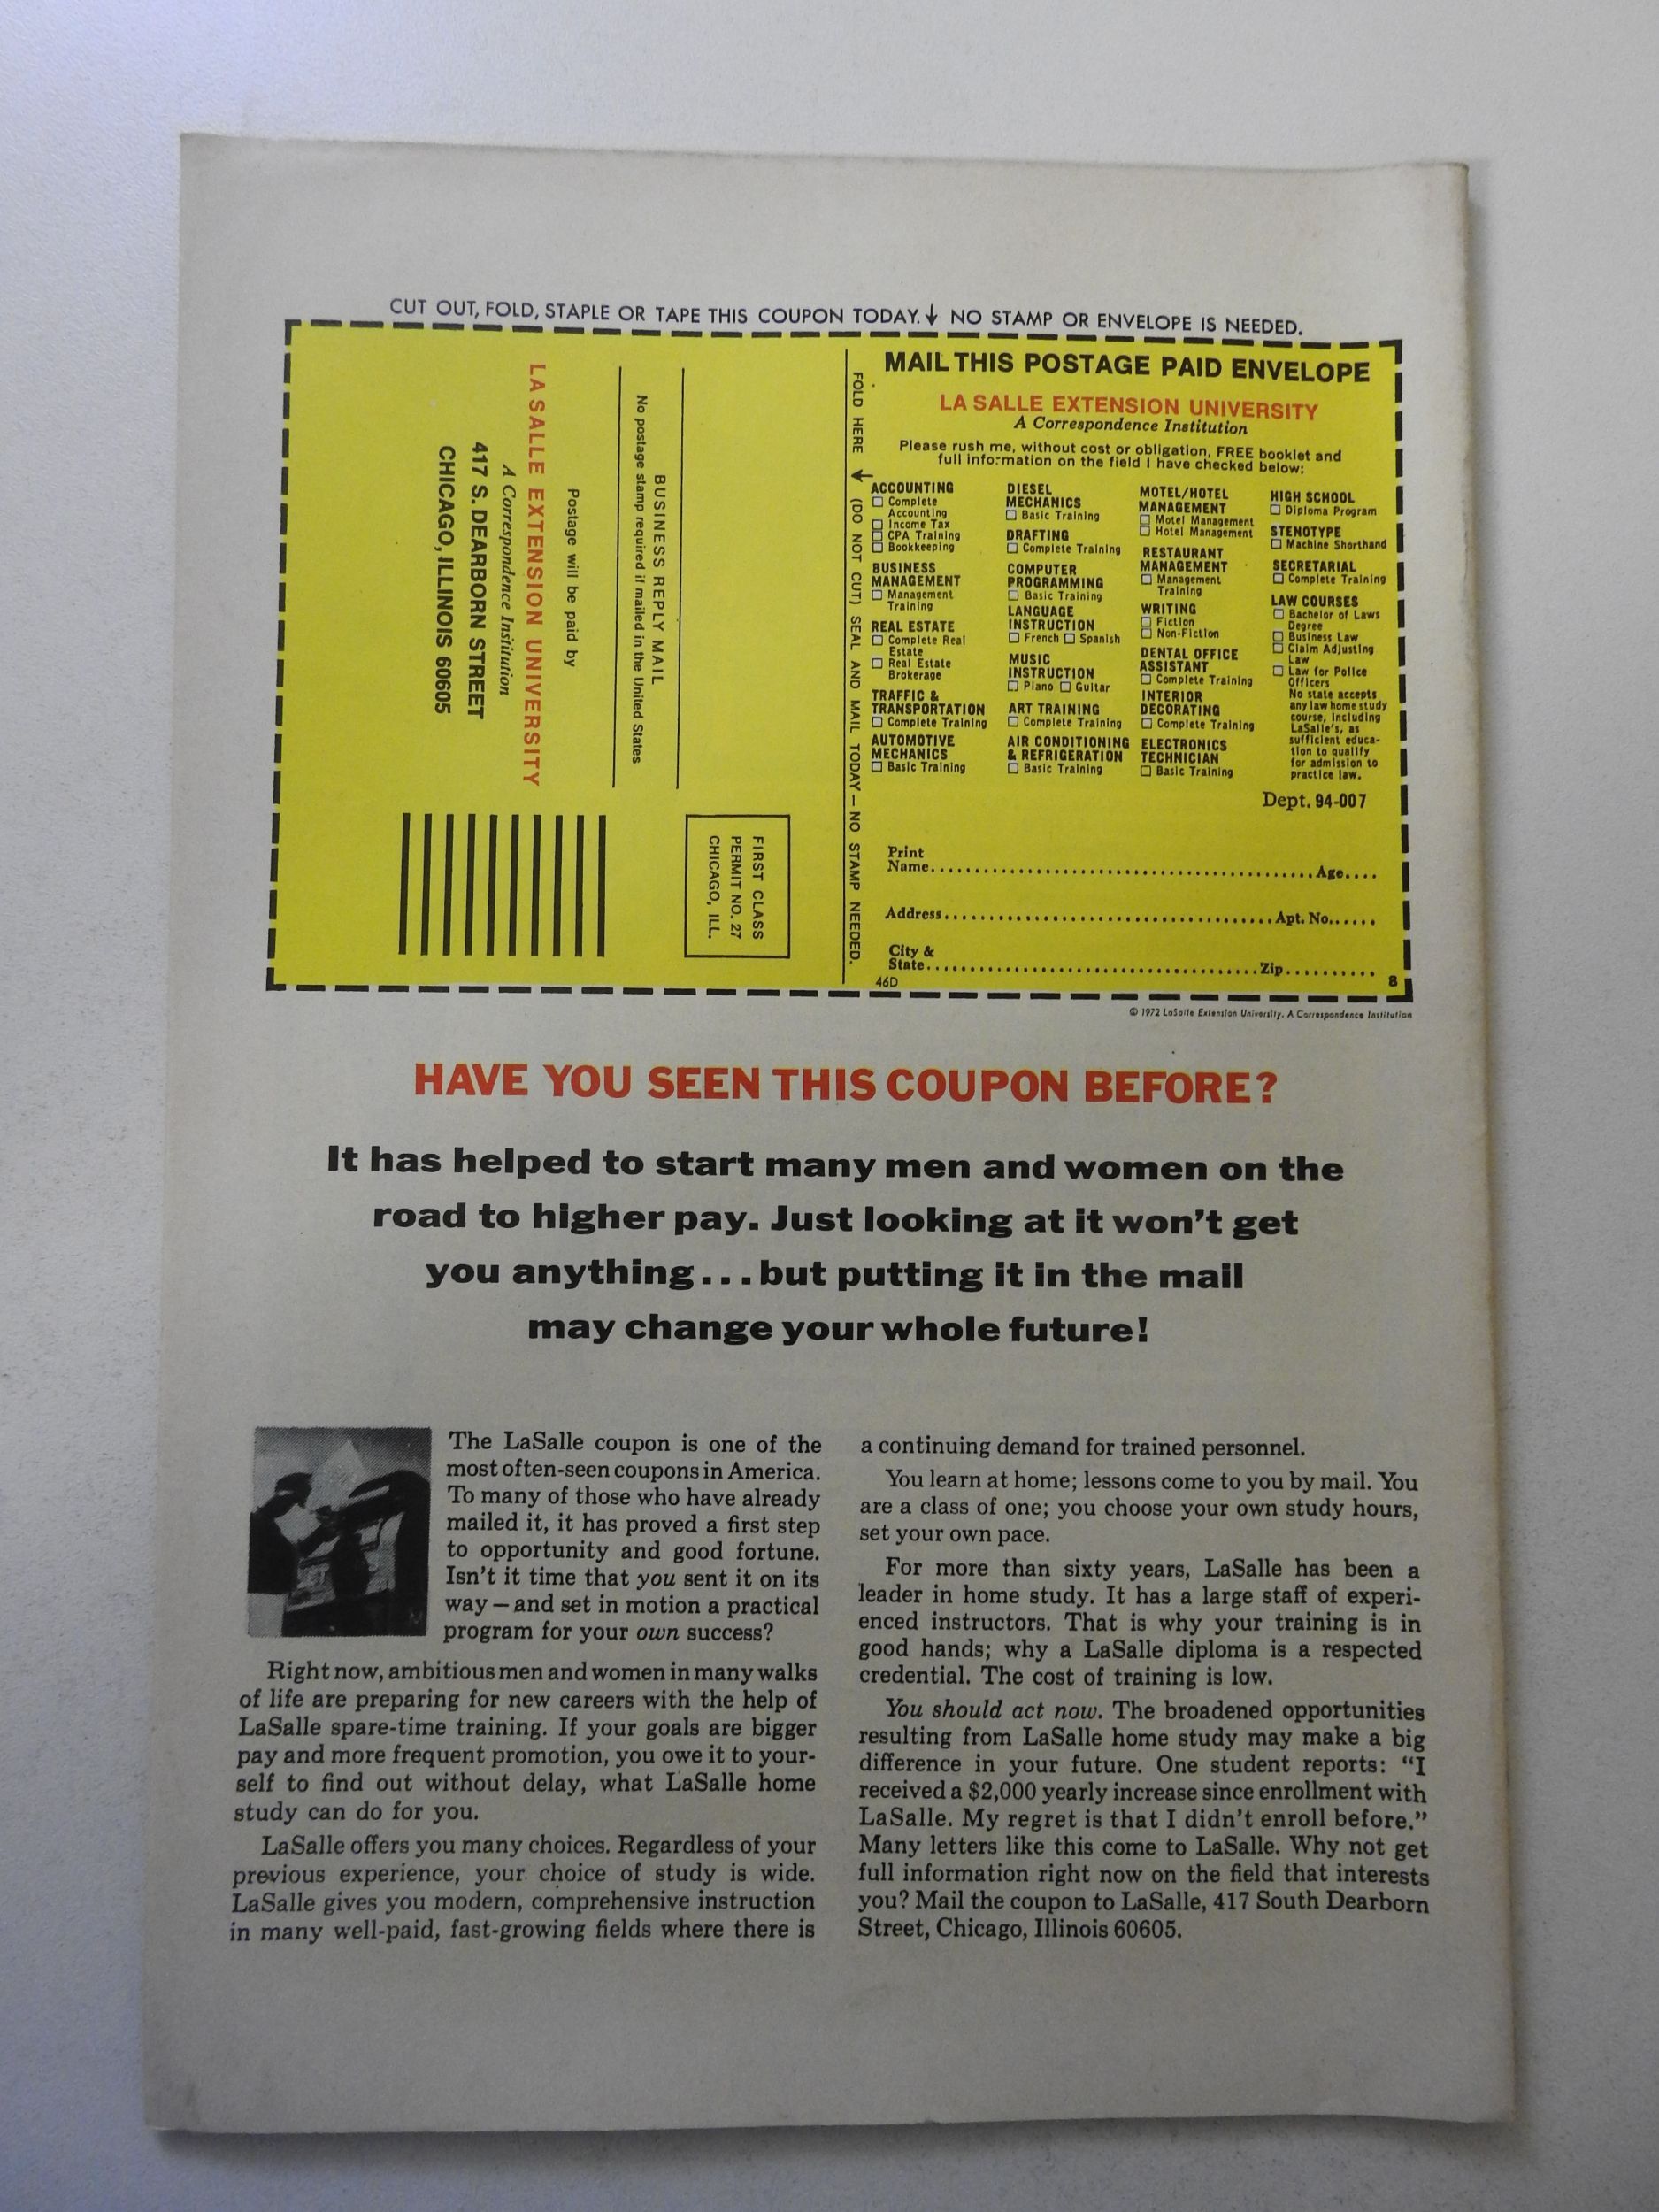 CUT OUT, FOLD, STAPLE OR TAPE THIS COUPON TODAY.↓ NO STAMP OR ENVELOPE IS NEEDED.
MAIL THIS POSTAGE PAID ENVELOPE
LA SALLE EXTENSION UNIVERSITY
A Correspondence Institution
Please rush me, without cost or obligation, FREE booklet and
full information on the field I have checked below:
ACCOUNTING
☐ Complete
Accounting
☐ Income Tax
☐ CPA Training
☐ Bookkeeping
BUSINESS
MANAGEMENT
☐ Management
Training
REAL ESTATE
☐ Complete Real
Estate
☐ Real Estate
Brokerage
TRAFFIC &
TRANSPORTATION
☐ Complete Training
AUTOMOTIVE
MECHANICS
☐ Basic Training
DIESEL
MECHANICS
☐ Basic Training
DRAFTING
☐ Complete Training
COMPUTER
PROGRAMMING
☐ Basic Training
LANGUAGE
INSTRUCTION
☐ French ☐ Spanish
MUSIC
INSTRUCTION
☐ Piano ☐ Guitar
ART TRAINING
☐ Complete Training
AIR CONDITIONING
& REFRIGERATION
☐ Basic Training
MOTEL/HOTEL
MANAGEMENT
☐ Motel Management
☐ Hotel Management
RESTAURANT
MANAGEMENT
☐ Management
Training
WRITING
☐ Fiction
☐ Non-Fiction
DENTAL OFFICE
ASSISTANT
☐ Complete Training
INTERIOR
DECORATING
☐ Complete Training
ELECTRONICS
TECHNICIAN
☐ Basic Training
HIGH SCHOOL
☐ Diploma Program
STENOTYPE
☐ Machine Shorthand
SECRETARIAL
☐ Complete Training
LAW COURSES
☐ Bachelor of Laws
Degree
☐ Business Law
☐ Claim Adjusting
Law
☐ Law for Police
Officers
No state accepts
any law home study
course, including
LaSalle's, as
sufficient educa-
tion to qualify
for admission to
practice law.
Dept. 94-007
Print
Name................................................Age....
Address.........................................Apt. No......
City &
State..........................................Zip..........
46D
8
FOLD HERE ↓ (DO NOT CUT) SEAL AND MAIL TODAY — NO STAMP NEEDED.
FIRST CLASS
PERMIT NO. 27
CHICAGO, ILL.
BUSINESS REPLY MAIL
No postage stamp required if mailed in the United States
Postage will be paid by
LA SALLE EXTENSION UNIVERSITY
A Correspondence Institution
417 S. DEARBORN STREET
CHICAGO, ILLINOIS 60605
© 1972 LaSalle Extension University. A Correspondence Institution
HAVE YOU SEEN THIS COUPON BEFORE?
It has helped to start many men and women on the
road to higher pay. Just looking at it won't get
you anything...but putting it in the mail
may change your whole future!
The LaSalle coupon is one of the
most often-seen coupons in America.
To many of those who have already
mailed it, it has proved a first step
to opportunity and good fortune.
Isn't it time that you sent it on its
way—and set in motion a practical
program for your own success?
Right now, ambitious men and women in many walks
of life are preparing for new careers with the help of
LaSalle spare-time training. If your goals are bigger
pay and more frequent promotion, you owe it to your-
self to find out without delay, what LaSalle home
study can do for you.
LaSalle offers you many choices. Regardless of your
previous experience, your choice of study is wide.
LaSalle gives you modern, comprehensive instruction
in many well-paid, fast-growing fields where there is
a continuing demand for trained personnel.
You learn at home; lessons come to you by mail. You
are a class of one; you choose your own study hours,
set your own pace.
For more than sixty years, LaSalle has been a
leader in home study. It has a large staff of experi-
enced instructors. That is why your training is in
good hands; why a LaSalle diploma is a respected
credential. The cost of training is low.
You should act now. The broadened opportunities
resulting from LaSalle home study may make a big
difference in your future. One student reports: "I
received a $2,000 yearly increase since enrollment with
LaSalle. My regret is that I didn't enroll before."
Many letters like this come to LaSalle. Why not get
full information right now on the field that interests
you? Mail the coupon to LaSalle, 417 South Dearborn
Street, Chicago, Illinois 60605.